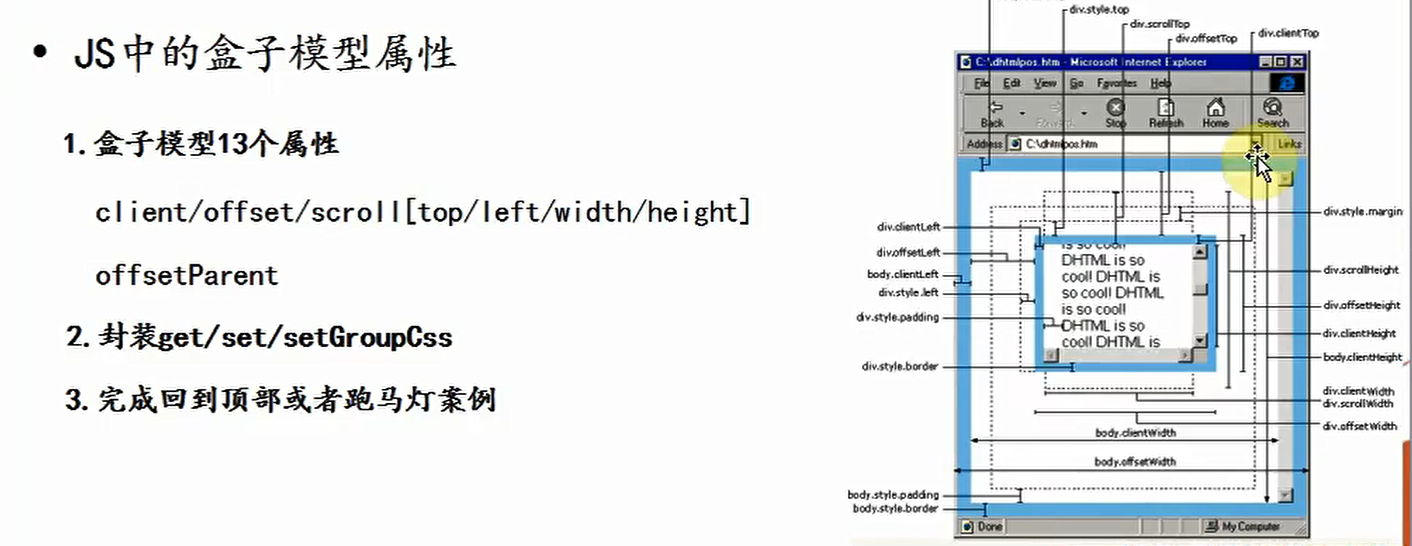 • JS中的盒子模型属性
1.盒子模型13个属性
client/offset/scroll[top/left/width/height]
offsetParent
2.封装get/set/setGroupCss
3.完成回到顶部或者跑马灯案例
div.style.top
div.scrollTop
div.offsetTop
div.clientTop
C:\dhtmlpos.htm - Microsoft Internet Explorer
File Edit View Go Favorites Help
Back Forward Stop Refresh Home Search
Address C:\dhtmlpos.htm Links
div.clientLeft
div.offsetLeft
body.clientLeft
div.style.left
div.style.padding
div.style.border
is so cool!
DHTML is so
cool! DHTML is
so cool! DHTML
is so cool!
DHTML is so
cool! DHTML is
div.style.margin
div.scrollHeight
div.offsetHeight
div.clientHeight
body.clientHeight
div.clientWidth
div.scrollWidth
div.offsetWidth
body.clientWidth
body.offsetWidth
body.style.padding
body.style.border
Done My Computer